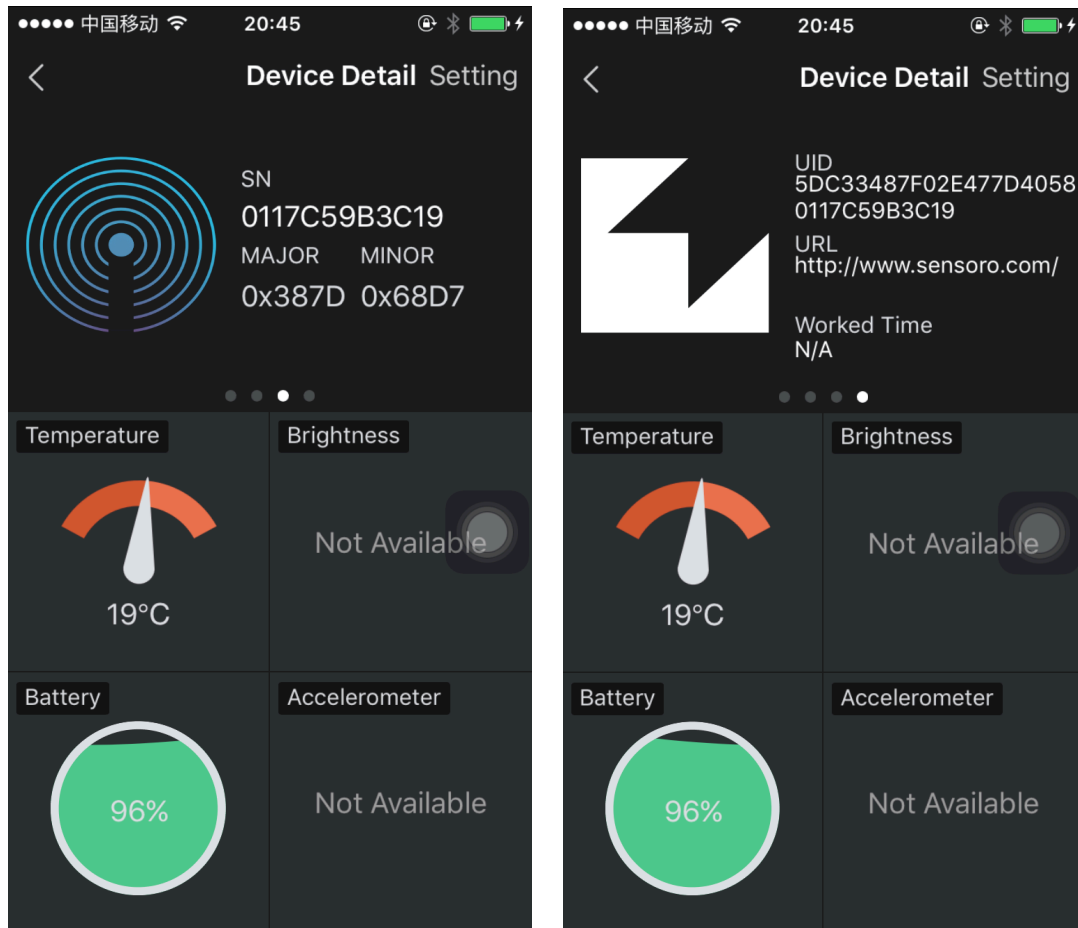 中国移动 20:45
Device Detail Setting
SN
0117C59B3C19
MAJOR MINOR
0x387D 0x68D7
Temperature Brightness
Not Available
19°C
Battery Accelerometer
96% Not Available
中国移动 20:45
Device Detail Setting
UID
5DC33487F02E477D4058
0117C59B3C19
URL
http://www.sensoro.com/
Worked Time
N/A
Temperature Brightness
Not Available
19°C
Battery Accelerometer
96% Not Available